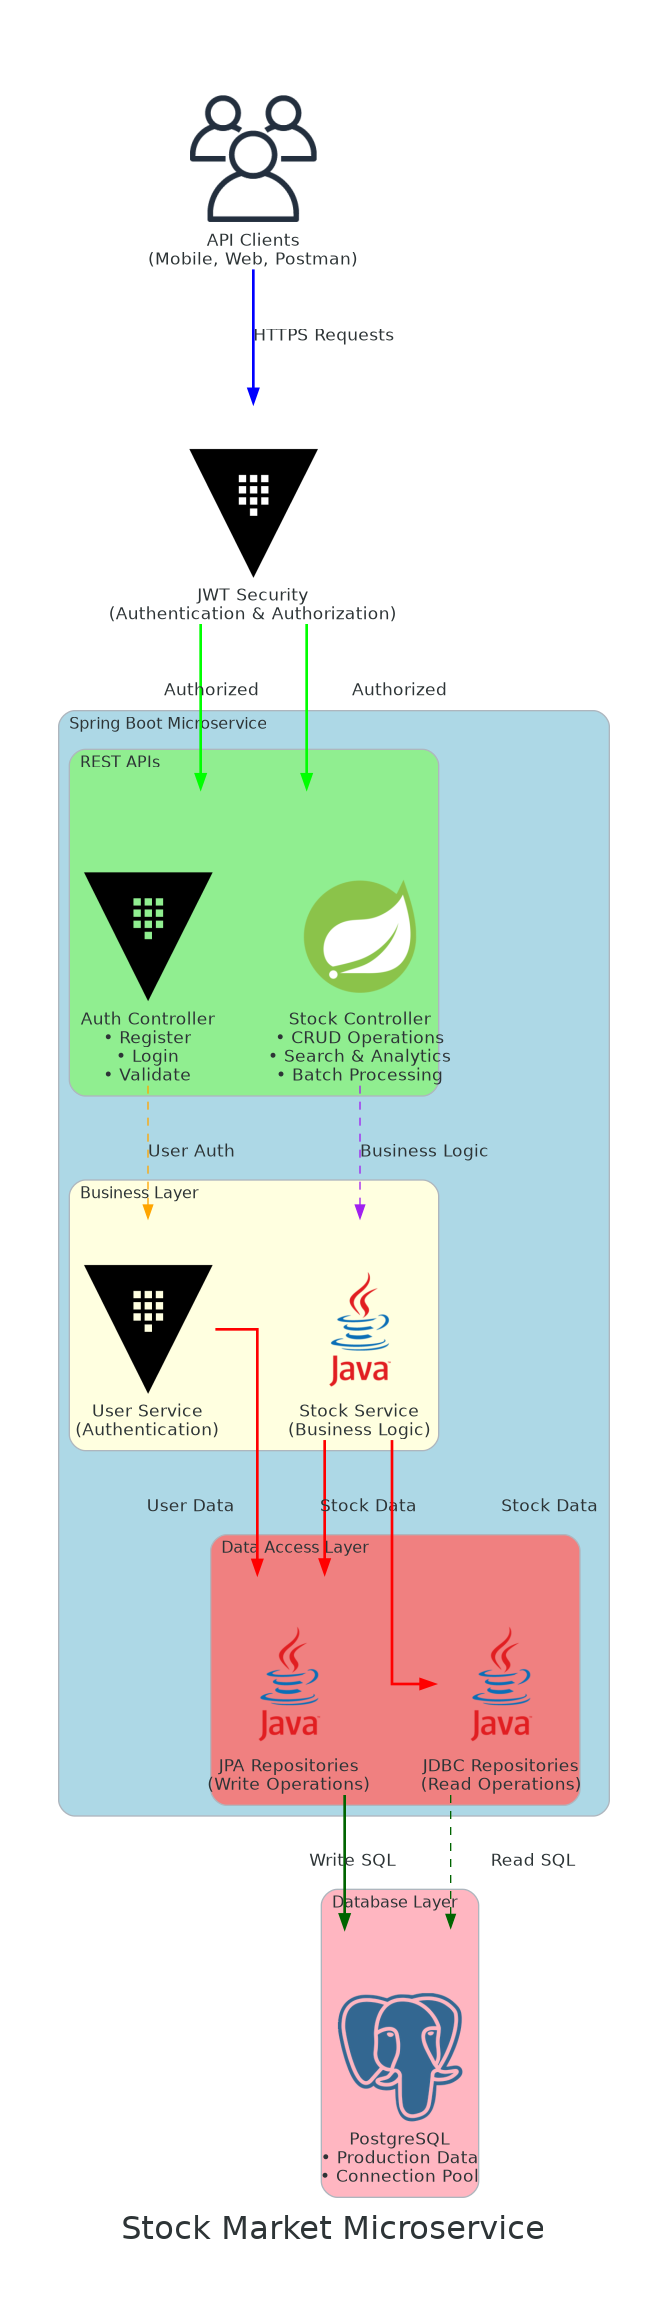 API Clients
(Mobile, Web, Postman)
HTTPS Requests
JWT Security
(Authentication & Authorization)
Authorized
Authorized
Spring Boot Microservice
REST APIs
Auth Controller
• Register
• Login
• Validate
Stock Controller
• CRUD Operations
• Search & Analytics
• Batch Processing
User Auth
Business Logic
Business Layer
User Service
(Authentication)
Java
Stock Service
(Business Logic)
User Data
Stock Data
Stock Data
Data Access Layer
Java
JPA Repositories
(Write Operations)
Java
JDBC Repositories
(Read Operations)
Write SQL
Read SQL
Database Layer
PostgreSQL
• Production Data
• Connection Pool
Stock Market Microservice